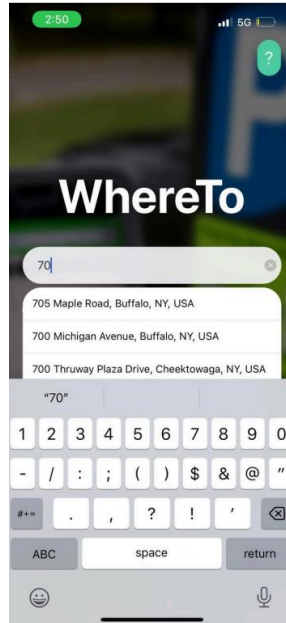 2:50 5G
?
WhereTo
70
705 Maple Road, Buffalo, NY, USA
700 Michigan Avenue, Buffalo, NY, USA
700 Thruway Plaza Drive, Cheektowaga, NY, USA
“70”
1 2 3 4 5 6 7 8 9 0
- / : ; ( ) $ & @ "
#+= . , ? ! '
ABC space return